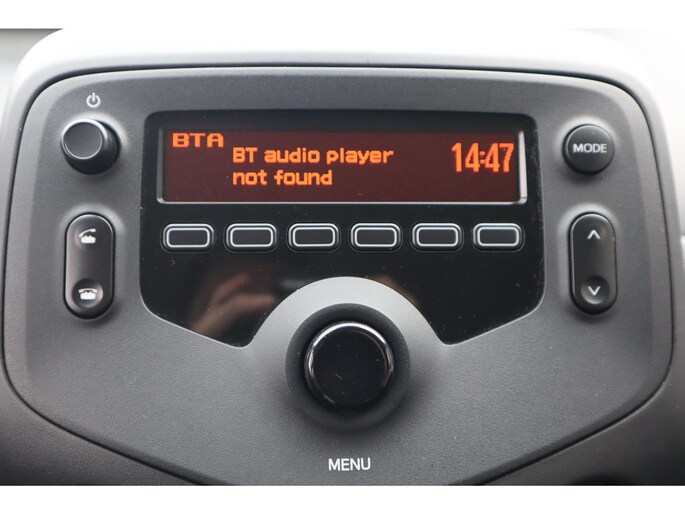 BTA
BT audio player
not found
14:47
MODE
MENU